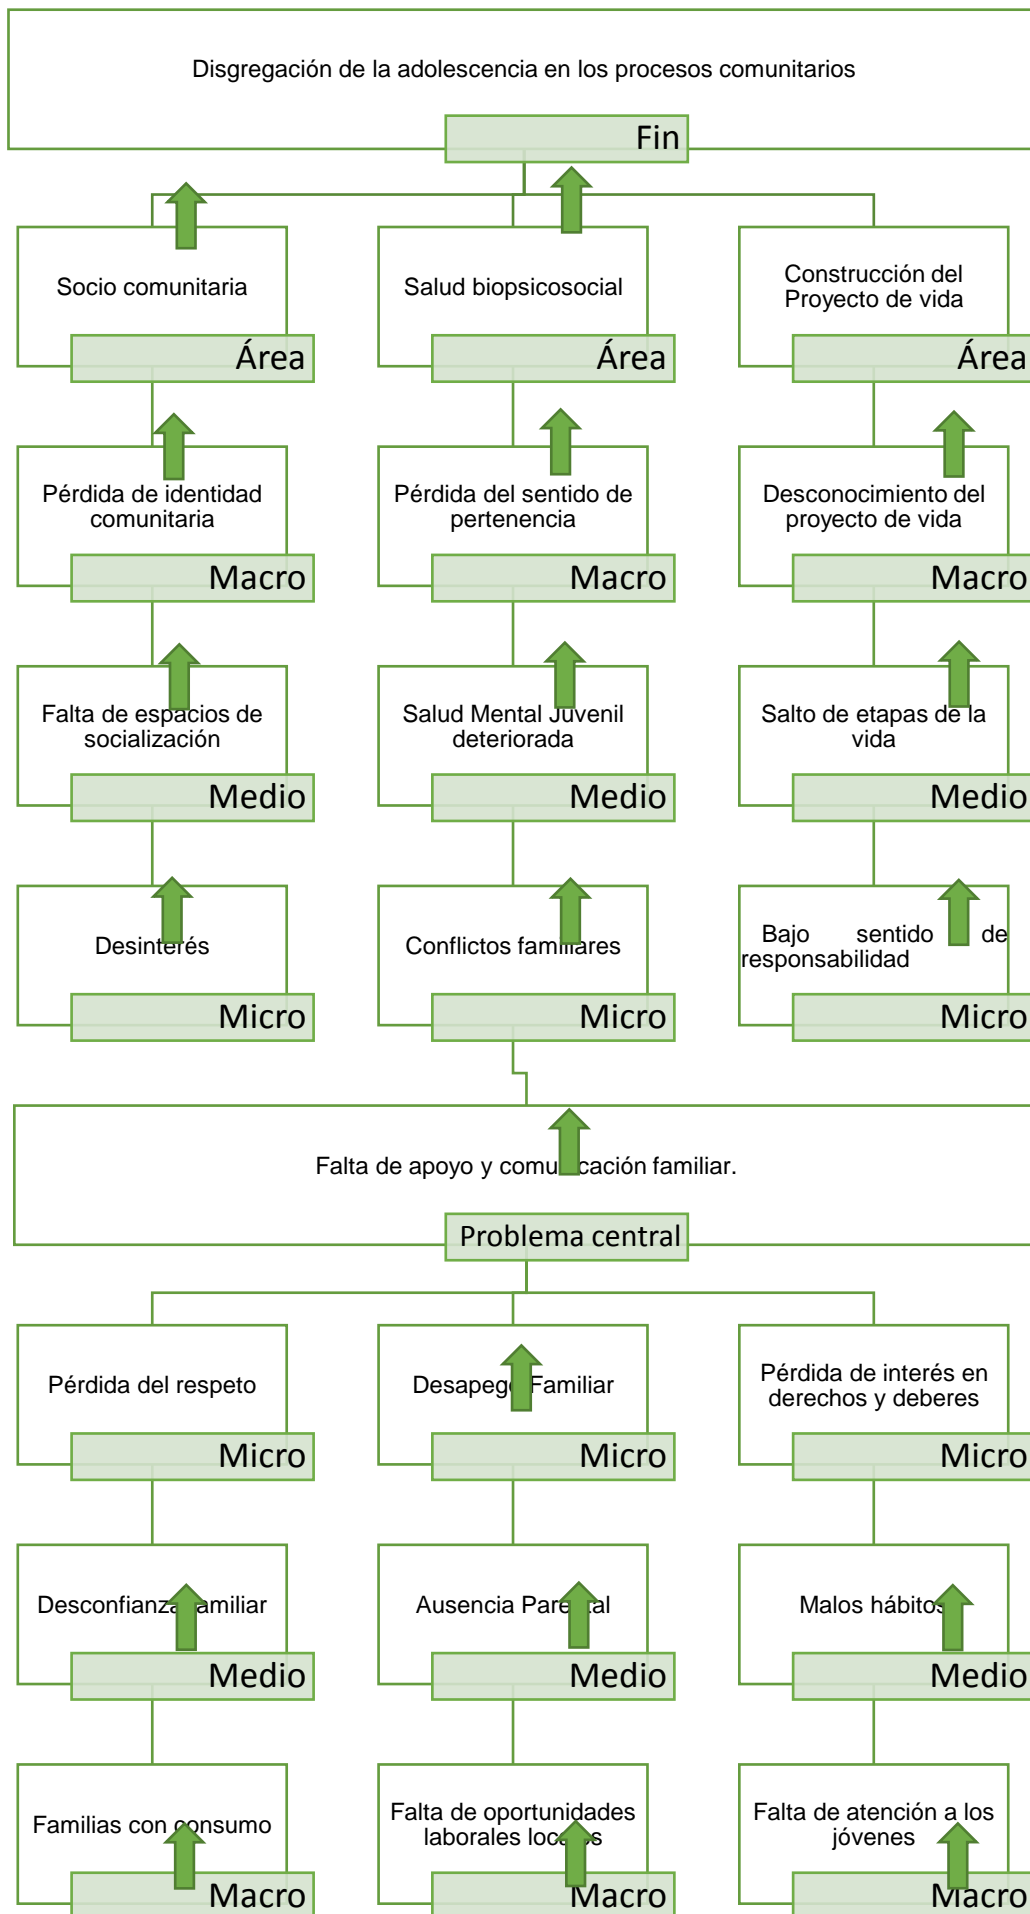 Disgregación de la adolescencia en los procesos comunitarios
Fin
Socio comunitaria
Área
Salud biopsicosocial
Área
Construcción del
Proyecto de vida
Área
Pérdida de identidad
comunitaria
Macro
Pérdida del sentido de
pertenencia
Macro
Desconocimiento del
proyecto de vida
Macro
Falta de espacios de
socialización
Medio
Salud Mental Juvenil
deteriorada
Medio
Salto de etapas de la
vida
Medio
Desinterés
Micro
Conflictos familiares
Micro
Bajo sentido de
responsabilidad
Micro
Falta de apoyo y comunicación familiar.
Problema central
Pérdida del respeto
Micro
Desapego Familiar
Micro
Pérdida de interés en
derechos y deberes
Micro
Desconfianza familiar
Medio
Ausencia Parental
Medio
Malos hábitos
Medio
Familias con consumo
Macro
Falta de oportunidades
laborales locales
Macro
Falta de atención a los
jóvenes
Macro